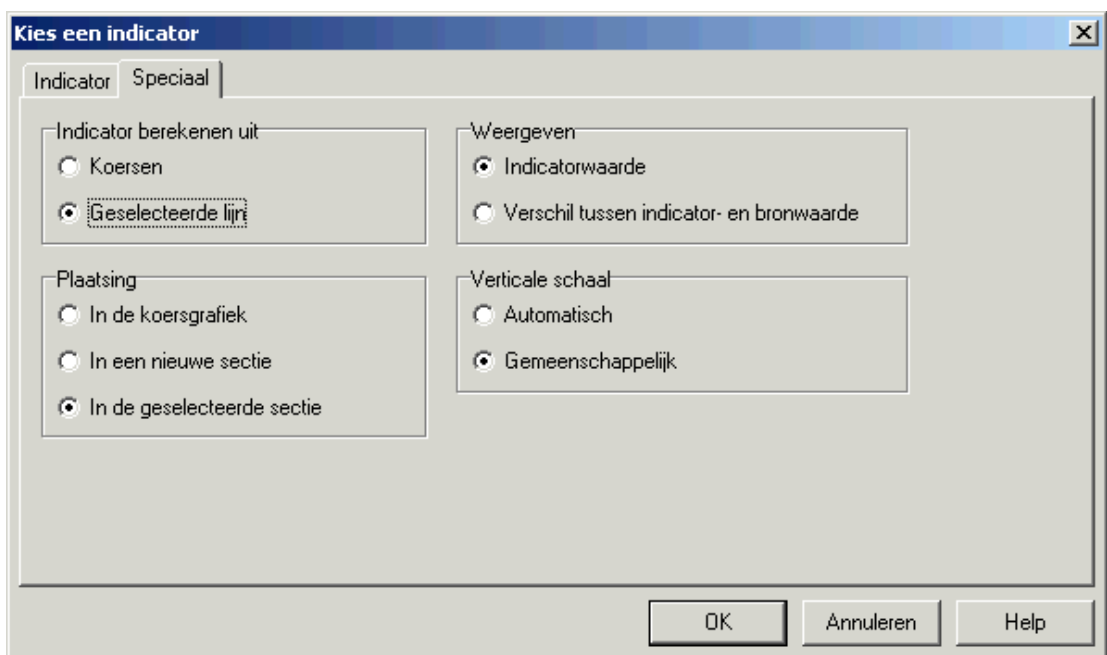 Kies een indicator
Indicator
Speciaal
Indicator berekenen uit
Koersen
Geselecteerde lijn
Weergeven
Indicatorwaarde
Verschil tussen indicator- en bronwaarde
Plaatsing
In de koersgrafiek
In een nieuwe sectie
In de geselecteerde sectie
Verticale schaal
Automatisch
Gemeenschappelijk
OK
Annuleren
Help